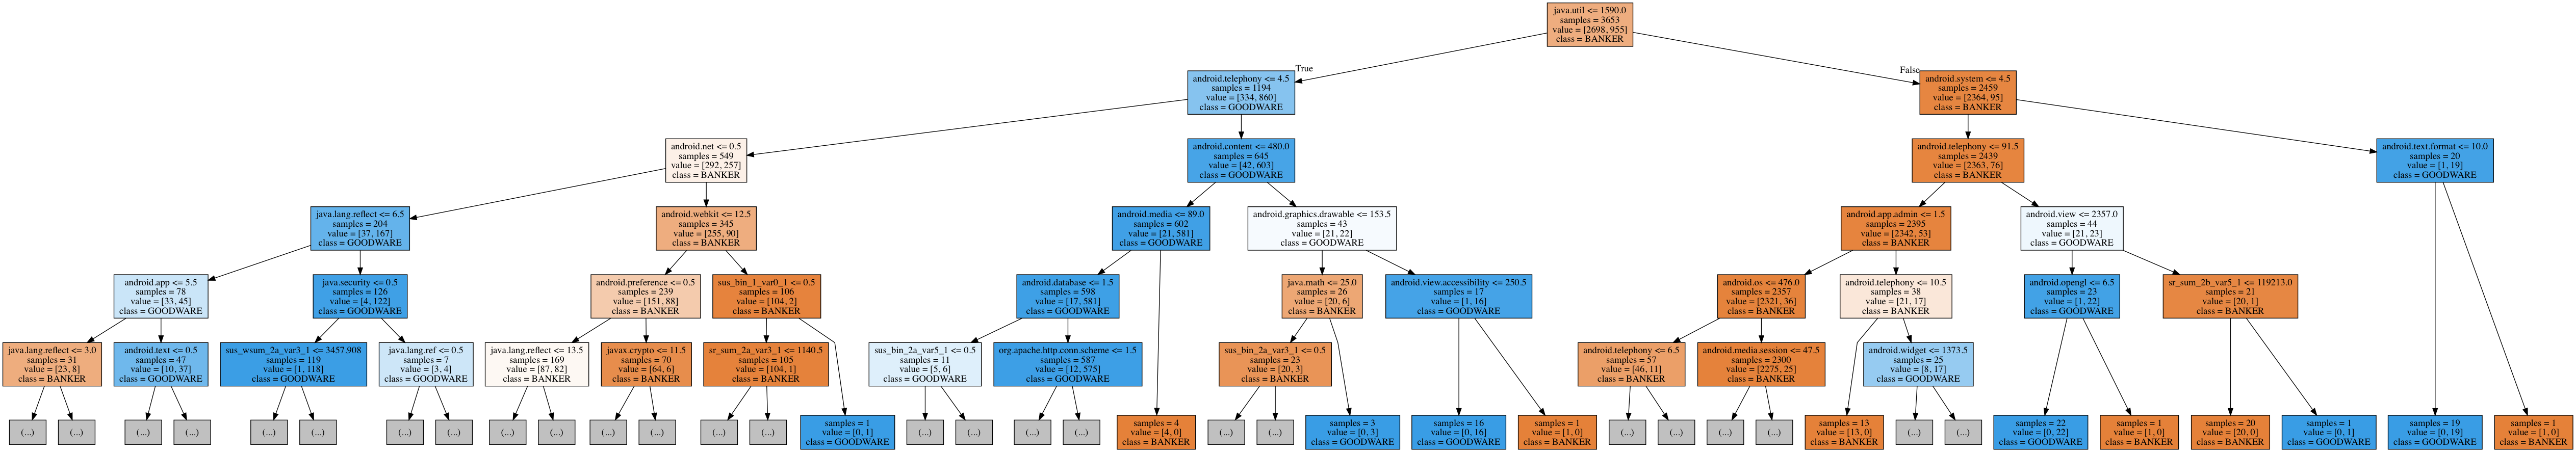 java.util <= 1590.0
samples = 3653
value = [2698, 955]
class = BANKER
True
False
android.telephony <= 4.5
samples = 1194
value = [334, 860]
class = GOODWARE
android.system <= 4.5
samples = 2459
value = [2364, 95]
class = BANKER
android.net <= 0.5
samples = 549
value = [292, 257]
class = BANKER
android.content <= 480.0
samples = 645
value = [42, 603]
class = GOODWARE
android.telephony <= 91.5
samples = 2439
value = [2363, 76]
class = BANKER
android.text.format <= 10.0
samples = 20
value = [1, 19]
class = GOODWARE
java.lang.reflect <= 6.5
samples = 204
value = [37, 167]
class = GOODWARE
android.webkit <= 12.5
samples = 345
value = [255, 90]
class = BANKER
android.media <= 89.0
samples = 602
value = [21, 581]
class = GOODWARE
android.graphics.drawable <= 153.5
samples = 43
value = [21, 22]
class = GOODWARE
android.app.admin <= 1.5
samples = 2395
value = [2342, 53]
class = BANKER
android.view <= 2357.0
samples = 44
value = [21, 23]
class = GOODWARE
android.app <= 5.5
samples = 78
value = [33, 45]
class = GOODWARE
java.security <= 0.5
samples = 126
value = [4, 122]
class = GOODWARE
android.preference <= 0.5
samples = 239
value = [151, 88]
class = BANKER
sus_bin_1_var0_1 <= 0.5
samples = 106
value = [104, 2]
class = BANKER
android.database <= 1.5
samples = 598
value = [17, 581]
class = GOODWARE
java.math <= 25.0
samples = 26
value = [20, 6]
class = BANKER
android.view.accessibility <= 250.5
samples = 17
value = [1, 16]
class = GOODWARE
android.os <= 476.0
samples = 2357
value = [2321, 36]
class = BANKER
android.telephony <= 10.5
samples = 38
value = [21, 17]
class = BANKER
android.opengl <= 6.5
samples = 23
value = [1, 22]
class = GOODWARE
sr_sum_2b_var5_1 <= 119213.0
samples = 21
value = [20, 1]
class = BANKER
java.lang.reflect <= 3.0
samples = 31
value = [23, 8]
class = BANKER
android.text <= 0.5
samples = 47
value = [10, 37]
class = GOODWARE
sus_wsum_2a_var3_1 <= 3457.908
samples = 119
value = [1, 118]
class = GOODWARE
java.lang.ref <= 0.5
samples = 7
value = [3, 4]
class = GOODWARE
java.lang.reflect <= 13.5
samples = 169
value = [87, 82]
class = BANKER
javax.crypto <= 11.5
samples = 70
value = [64, 6]
class = BANKER
sr_sum_2a_var3_1 <= 1140.5
samples = 105
value = [104, 1]
class = BANKER
sus_bin_2a_var5_1 <= 0.5
samples = 11
value = [5, 6]
class = GOODWARE
org.apache.http.conn.scheme <= 1.5
samples = 587
value = [12, 575]
class = GOODWARE
sus_bin_2a_var3_1 <= 0.5
samples = 23
value = [20, 3]
class = BANKER
android.telephony <= 6.5
samples = 57
value = [46, 11]
class = BANKER
android.media.session <= 47.5
samples = 2300
value = [2275, 25]
class = BANKER
android.widget <= 1373.5
samples = 25
value = [8, 17]
class = GOODWARE
(...)
(...)
(...)
(...)
(...)
(...)
(...)
(...)
(...)
(...)
(...)
(...)
(...)
(...)
samples = 1
value = [0, 1]
class = GOODWARE
(...)
(...)
(...)
(...)
samples = 4
value = [4, 0]
class = BANKER
(...)
(...)
samples = 3
value = [0, 3]
class = GOODWARE
samples = 16
value = [0, 16]
class = GOODWARE
samples = 1
value = [1, 0]
class = BANKER
(...)
(...)
(...)
(...)
samples = 13
value = [13, 0]
class = BANKER
(...)
(...)
samples = 22
value = [0, 22]
class = GOODWARE
samples = 1
value = [1, 0]
class = BANKER
samples = 20
value = [20, 0]
class = BANKER
samples = 1
value = [0, 1]
class = GOODWARE
samples = 19
value = [0, 19]
class = GOODWARE
samples = 1
value = [1, 0]
class = BANKER